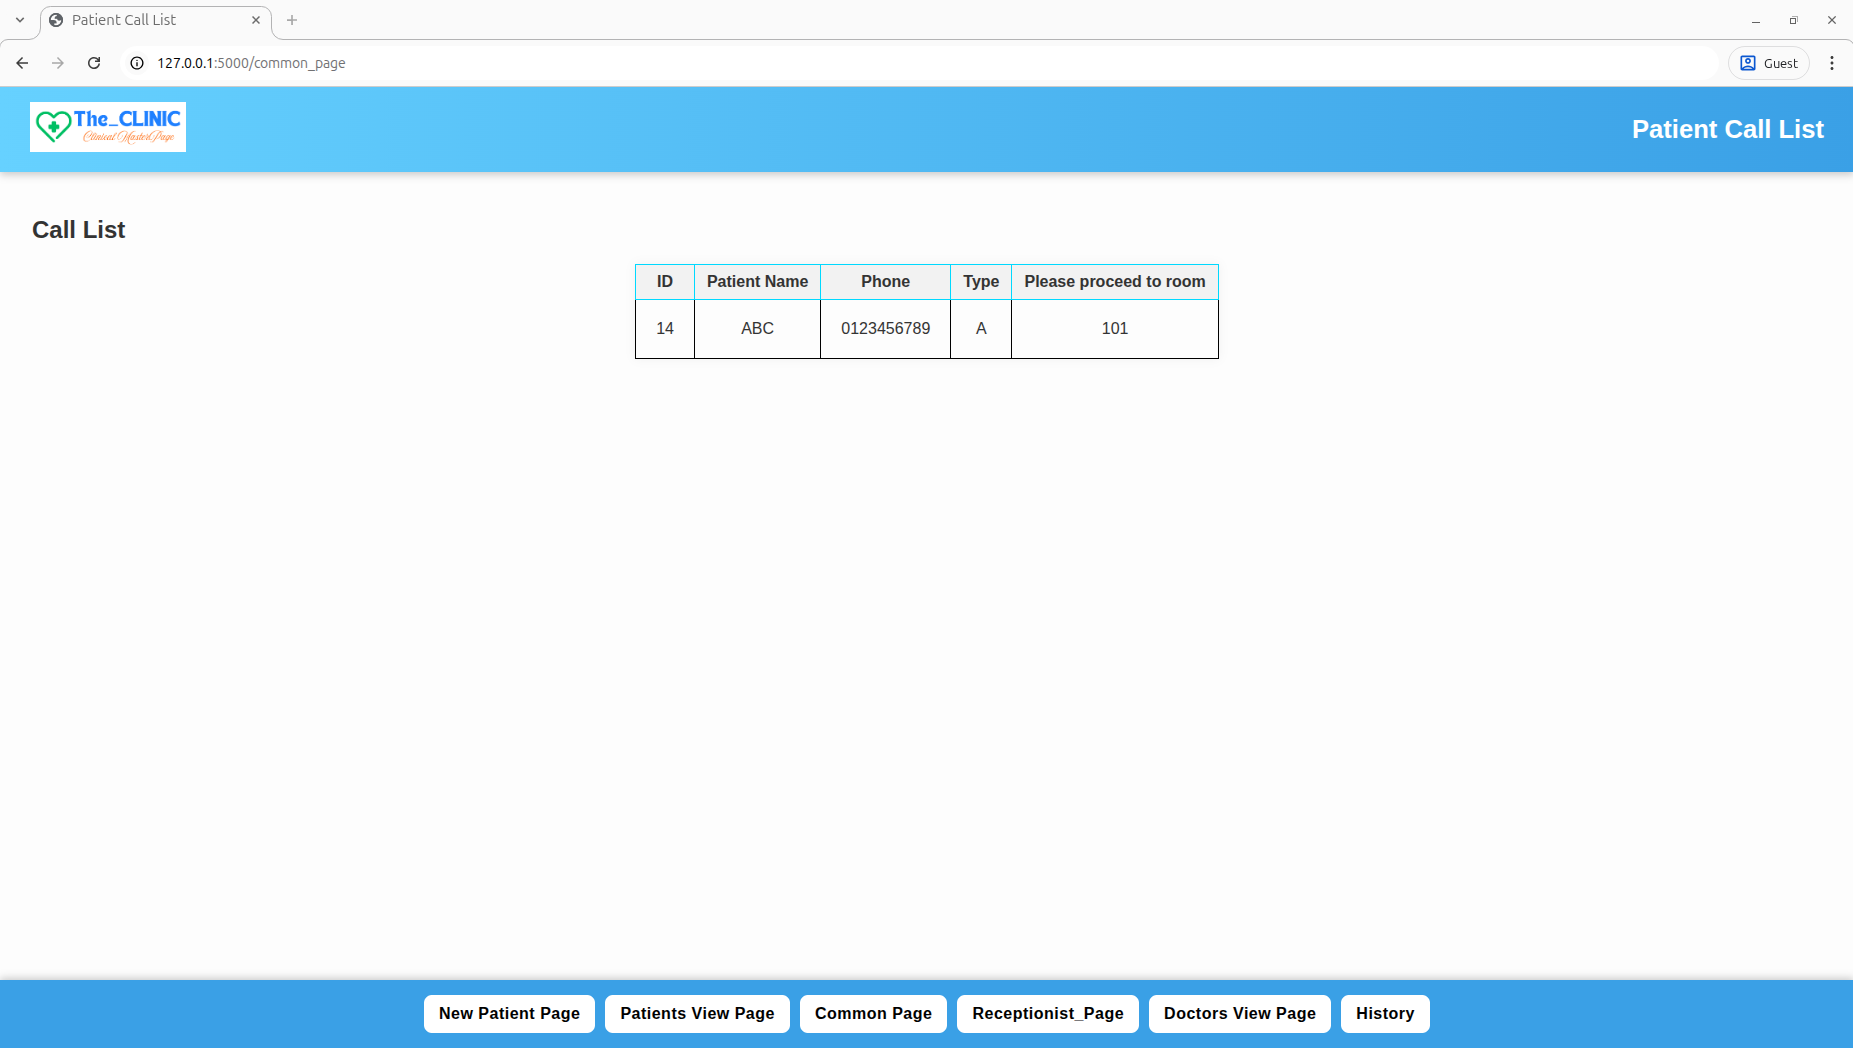 Patient Call List
127.0.0.1:5000/common_page
Guest
The_CLINIC
Clinical MasterPage
Patient Call List
Call List
ID Patient Name Phone Type Please proceed to room
14 ABC 0123456789 A 101
New Patient Page Patients View Page Common Page Receptionist_Page Doctors View Page History